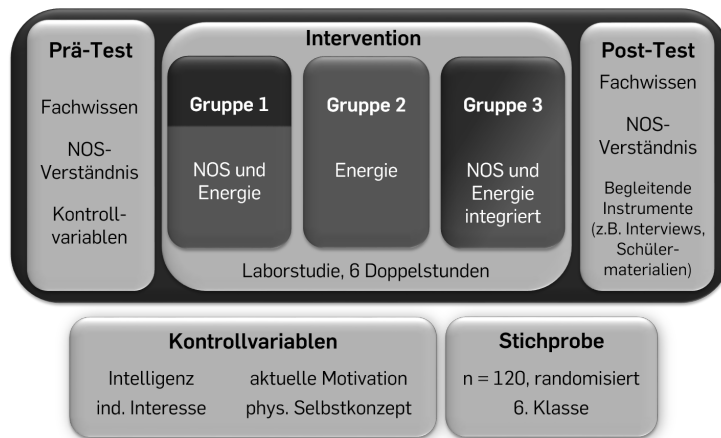 Prä-Test
Fachwissen
NOS-
Verständnis
Kontroll-
variablen
Intervention
Gruppe 1
NOS und
Energie
Gruppe 2
Energie
Gruppe 3
NOS und
Energie
integriert
Laborstudie, 6 Doppelstunden
Post-Test
Fachwissen
NOS-
Verständnis
Begleitende
Instrumente
(z.B. Interviews,
Schüler-
materialien)
Kontrollvariablen
Intelligenz aktuelle Motivation
ind. Interesse phys. Selbstkonzept
Stichprobe
n = 120, randomisiert
6. Klasse